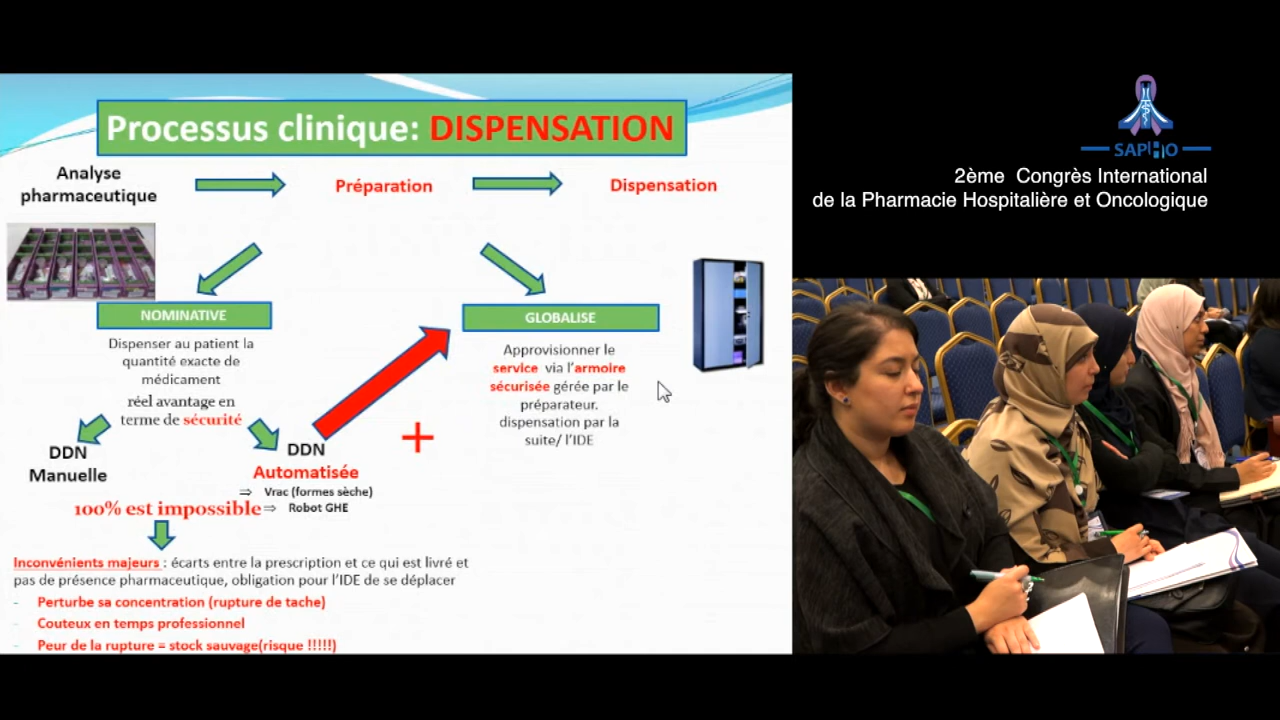 Processus clinique: DISPENSATION
Analyse
pharmaceutique
Préparation
Dispensation
NOMINATIVE
Dispenser au patient la
quantité exacte de
médicament
réel avantage en
terme de sécurité
DDN
Manuelle
DDN
Automatisée
⇒ Vrac (formes sèche)
⇒ Robot GHE
100% est impossible
+
GLOBALISE
Approvisionner le
service via l'armoire
sécurisée gérée par le
préparateur.
dispensation par la
suite/ l'IDE
Inconvénients majeurs : écarts entre la prescription et ce qui est livré et
pas de présence pharmaceutique, obligation pour l'IDE de se déplacer
- Perturbe sa concentration (rupture de tache)
- Couteux en temps professionnel
- Peur de la rupture = stock sauvage(risque !!!!!)
SAPHO
2ème Congrès International
de la Pharmacie Hospitalière et Oncologique